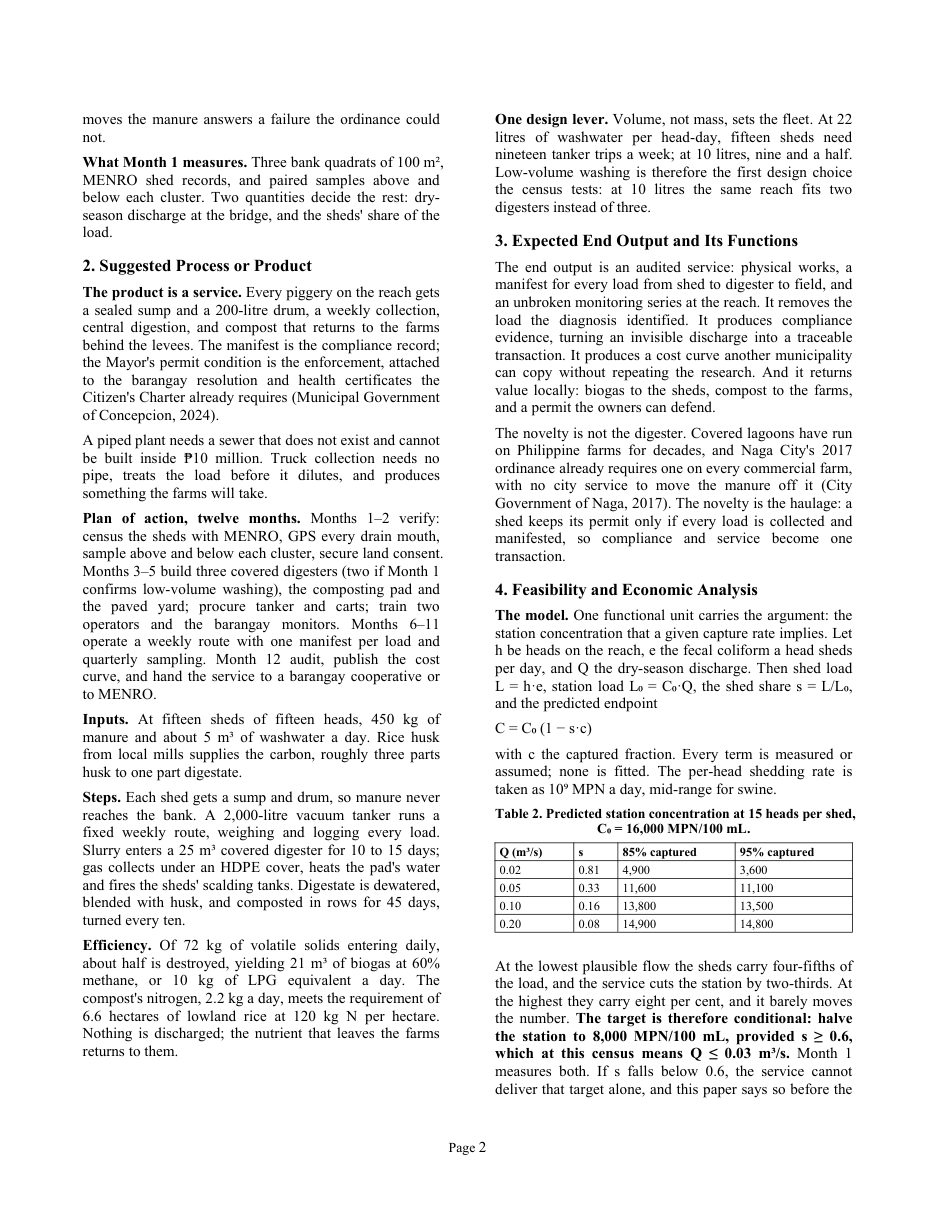 moves the manure answers a failure the ordinance could
not.
What Month 1 measures. Three bank quadrats of 100 m²,
MENRO shed records, and paired samples above and
below each cluster. Two quantities decide the rest: dry-
season discharge at the bridge, and the sheds' share of the
load.
2. Suggested Process or Product
The product is a service. Every piggery on the reach gets
a sealed sump and a 200-litre drum, a weekly collection,
central digestion, and compost that returns to the farms
behind the levees. The manifest is the compliance record;
the Mayor's permit condition is the enforcement, attached
to the barangay resolution and health certificates the
Citizen's Charter already requires (Municipal Government
of Concepcion, 2024).
A piped plant needs a sewer that does not exist and cannot
be built inside ₱10 million. Truck collection needs no
pipe, treats the load before it dilutes, and produces
something the farms will take.
Plan of action, twelve months. Months 1–2 verify:
census the sheds with MENRO, GPS every drain mouth,
sample above and below each cluster, secure land consent.
Months 3–5 build three covered digesters (two if Month 1
confirms low-volume washing), the composting pad and
the paved yard; procure tanker and carts; train two
operators and the barangay monitors. Months 6–11
operate a weekly route with one manifest per load and
quarterly sampling. Month 12 audit, publish the cost
curve, and hand the service to a barangay cooperative or
to MENRO.
Inputs. At fifteen sheds of fifteen heads, 450 kg of
manure and about 5 m³ of washwater a day. Rice husk
from local mills supplies the carbon, roughly three parts
husk to one part digestate.
Steps. Each shed gets a sump and drum, so manure never
reaches the bank. A 2,000-litre vacuum tanker runs a
fixed weekly route, weighing and logging every load.
Slurry enters a 25 m³ covered digester for 10 to 15 days;
gas collects under an HDPE cover, heats the pad's water
and fires the sheds' scalding tanks. Digestate is dewatered,
blended with husk, and composted in rows for 45 days,
turned every ten.
Efficiency. Of 72 kg of volatile solids entering daily,
about half is destroyed, yielding 21 m³ of biogas at 60%
methane, or 10 kg of LPG equivalent a day. The
compost's nitrogen, 2.2 kg a day, meets the requirement of
6.6 hectares of lowland rice at 120 kg N per hectare.
Nothing is discharged; the nutrient that leaves the farms
returns to them.
One design lever. Volume, not mass, sets the fleet. At 22
litres of washwater per head-day, fifteen sheds need
nineteen tanker trips a week; at 10 litres, nine and a half.
Low-volume washing is therefore the first design choice
the census tests: at 10 litres the same reach fits two
digesters instead of three.
3. Expected End Output and Its Functions
The end output is an audited service: physical works, a
manifest for every load from shed to digester to field, and
an unbroken monitoring series at the reach. It removes the
load the diagnosis identified. It produces compliance
evidence, turning an invisible discharge into a traceable
transaction. It produces a cost curve another municipality
can copy without repeating the research. And it returns
value locally: biogas to the sheds, compost to the farms,
and a permit the owners can defend.
The novelty is not the digester. Covered lagoons have run
on Philippine farms for decades, and Naga City's 2017
ordinance already requires one on every commercial farm,
with no city service to move the manure off it (City
Government of Naga, 2017). The novelty is the haulage: a
shed keeps its permit only if every load is collected and
manifested, so compliance and service become one
transaction.
4. Feasibility and Economic Analysis
The model. One functional unit carries the argument: the
station concentration that a given capture rate implies. Let
h be heads on the reach, e the fecal coliform a head sheds
per day, and Q the dry-season discharge. Then shed load
L = h·e, station load L₀ = C₀·Q, the shed share s = L/L₀,
and the predicted endpoint
C = C₀ (1 − s·c)
with c the captured fraction. Every term is measured or
assumed; none is fitted. The per-head shedding rate is
taken as 10⁹ MPN a day, mid-range for swine.
Table 2. Predicted station concentration at 15 heads per shed,
C₀ = 16,000 MPN/100 mL.
Q (m³/s) s 85% captured 95% captured
0.02 0.81 4,900 3,600
0.05 0.33 11,600 11,100
0.10 0.16 13,800 13,500
0.20 0.08 14,900 14,800
At the lowest plausible flow the sheds carry four-fifths of
the load, and the service cuts the station by two-thirds. At
the highest they carry eight per cent, and it barely moves
the number. The target is therefore conditional: halve
the station to 8,000 MPN/100 mL, provided s ≥ 0.6,
which at this census means Q ≤ 0.03 m³/s. Month 1
measures both. If s falls below 0.6, the service cannot
deliver that target alone, and this paper says so before the
Page 2